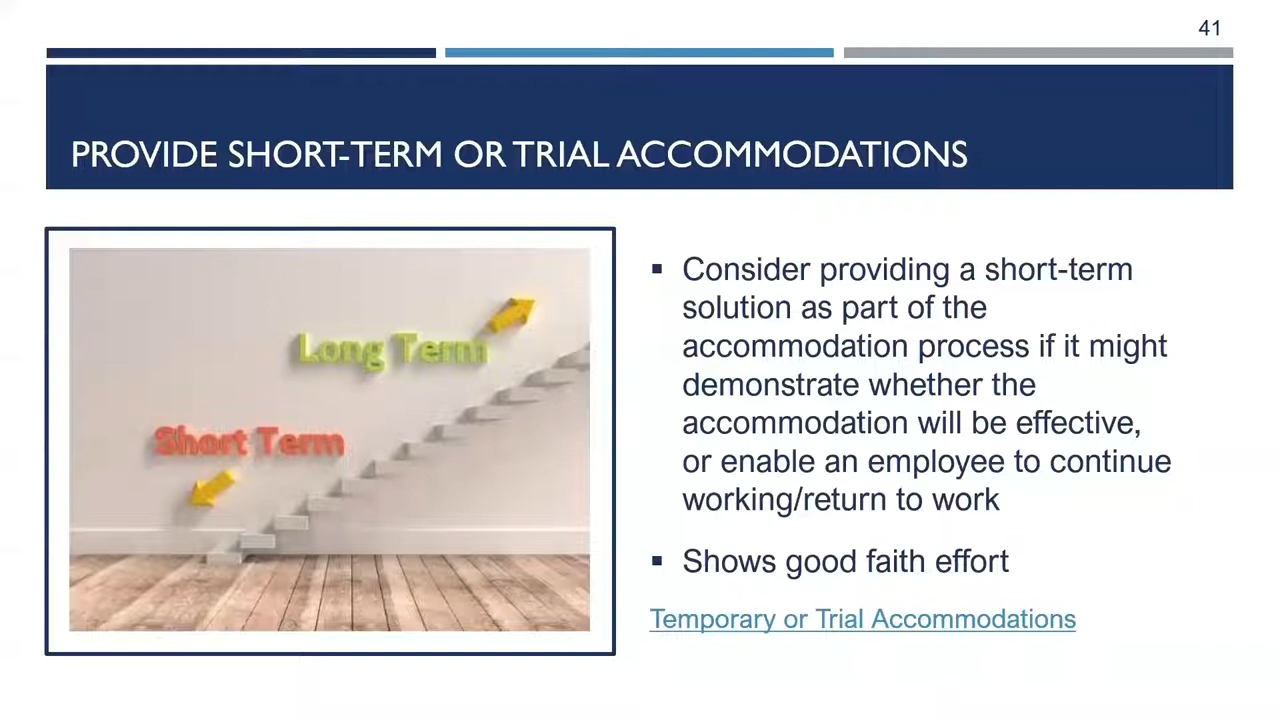 41
PROVIDE SHORT-TERM OR TRIAL ACCOMMODATIONS
Long Term
Short Term
▪ Consider providing a short-term
solution as part of the
accommodation process if it might
demonstrate whether the
accommodation will be effective,
or enable an employee to continue
working/return to work
▪ Shows good faith effort
Temporary or Trial Accommodations